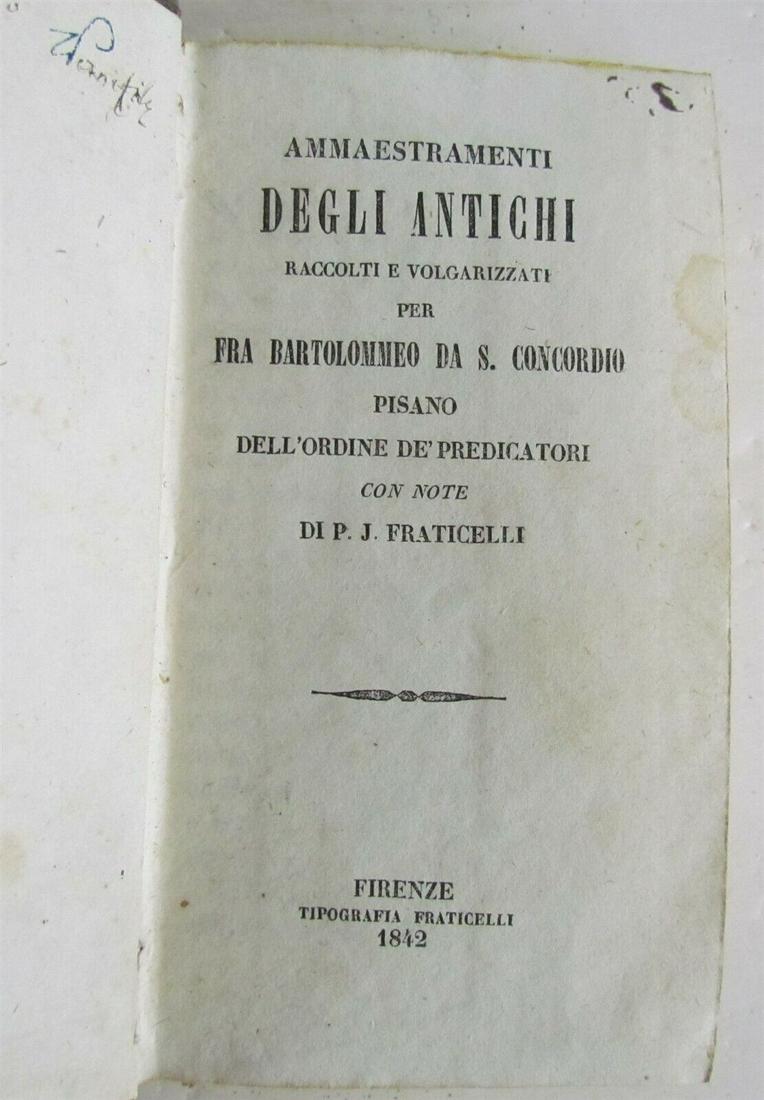 AMMAESTRAMENTI
DEGLI ANTICHI
RACCOLTI E VOLGARIZZATI
PER
FRA BARTOLOMMEO DA S. CONCORDIO
PISANO
DELL'ORDINE DE' PREDICATORI
CON NOTE
DI P. J. FRATICELLI
FIRENZE
TIPOGRAFIA FRATICELLI
1842